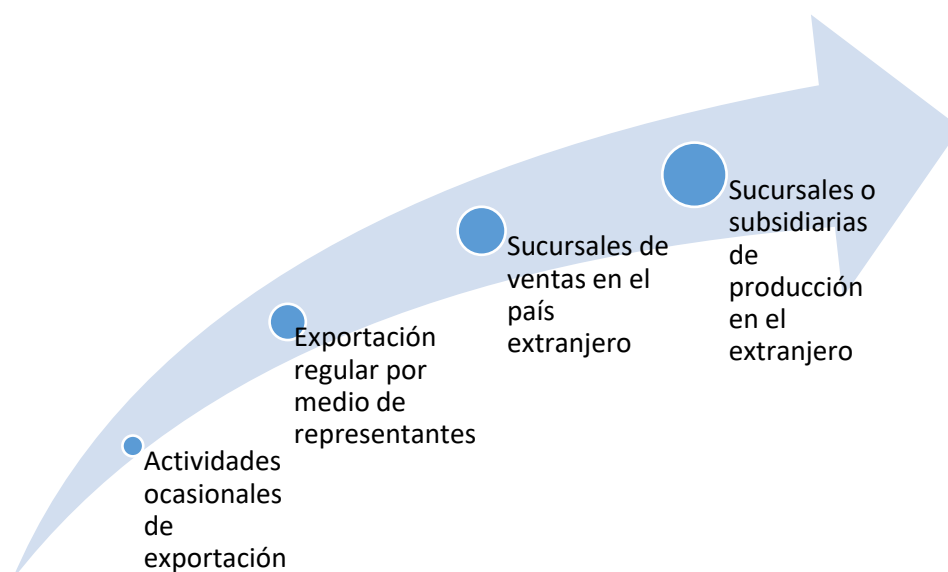 Actividades
ocasionales
de
exportación
Exportación
regular por
medio de
representantes
Sucursales de
ventas en el
país
extranjero
Sucursales o
subsidiarias
de
producción
en el
extranjero